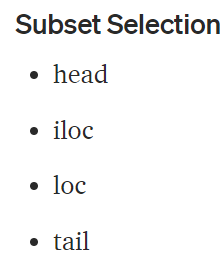 Subset Selection
• head
• iloc
• loc
• tail